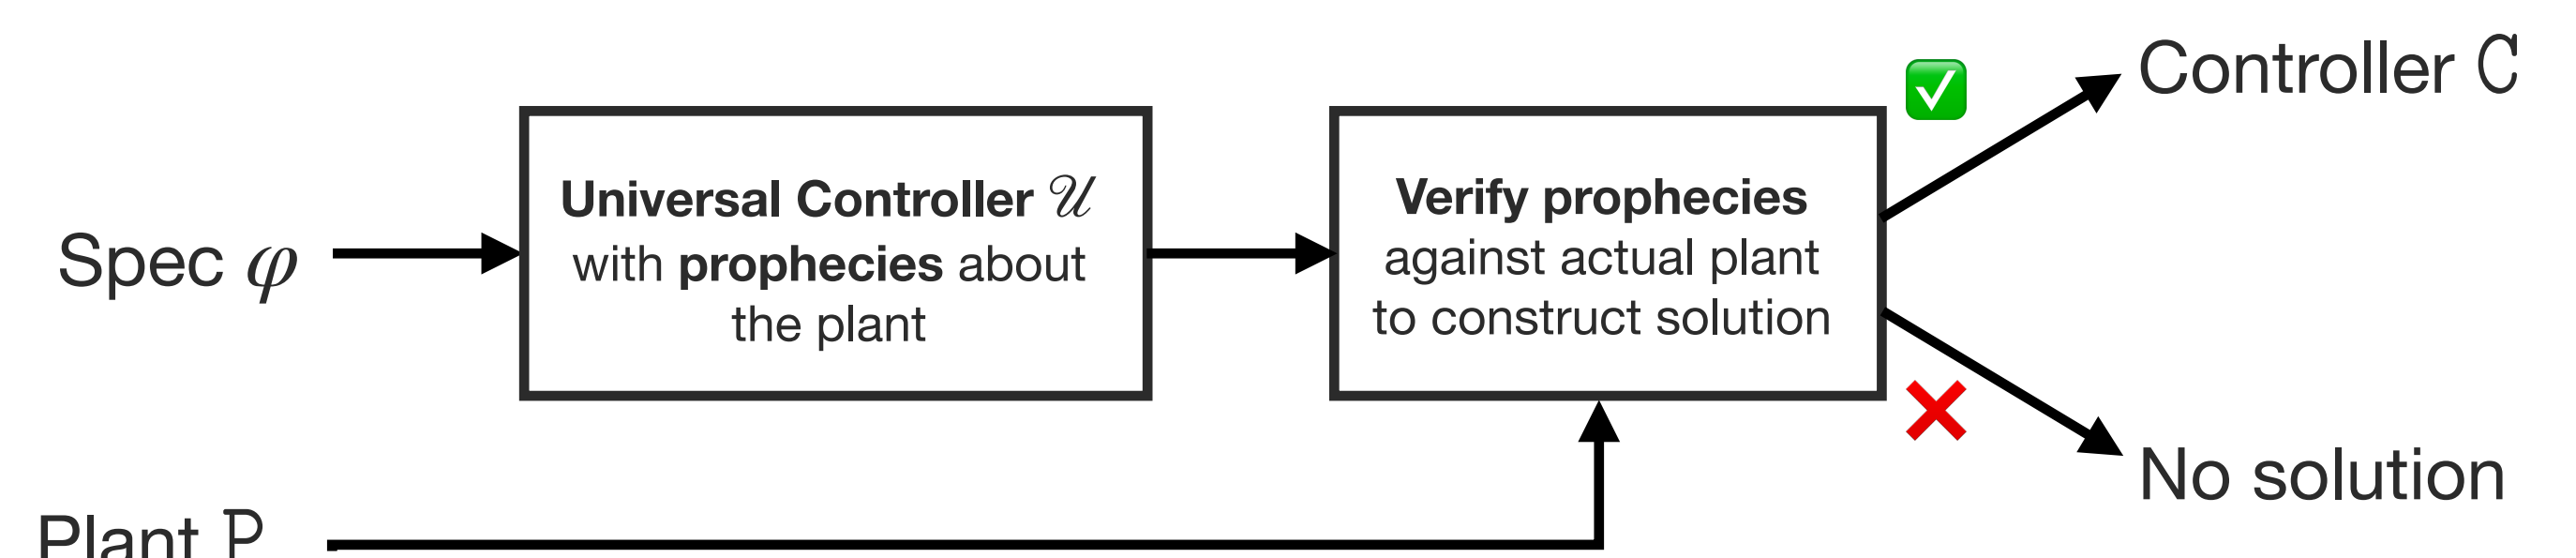 Controller C
Universal Controller 𝒰
with prophecies about
the plant
Verify prophecies
against actual plant
to construct solution
Spec φ
No solution
Plant P